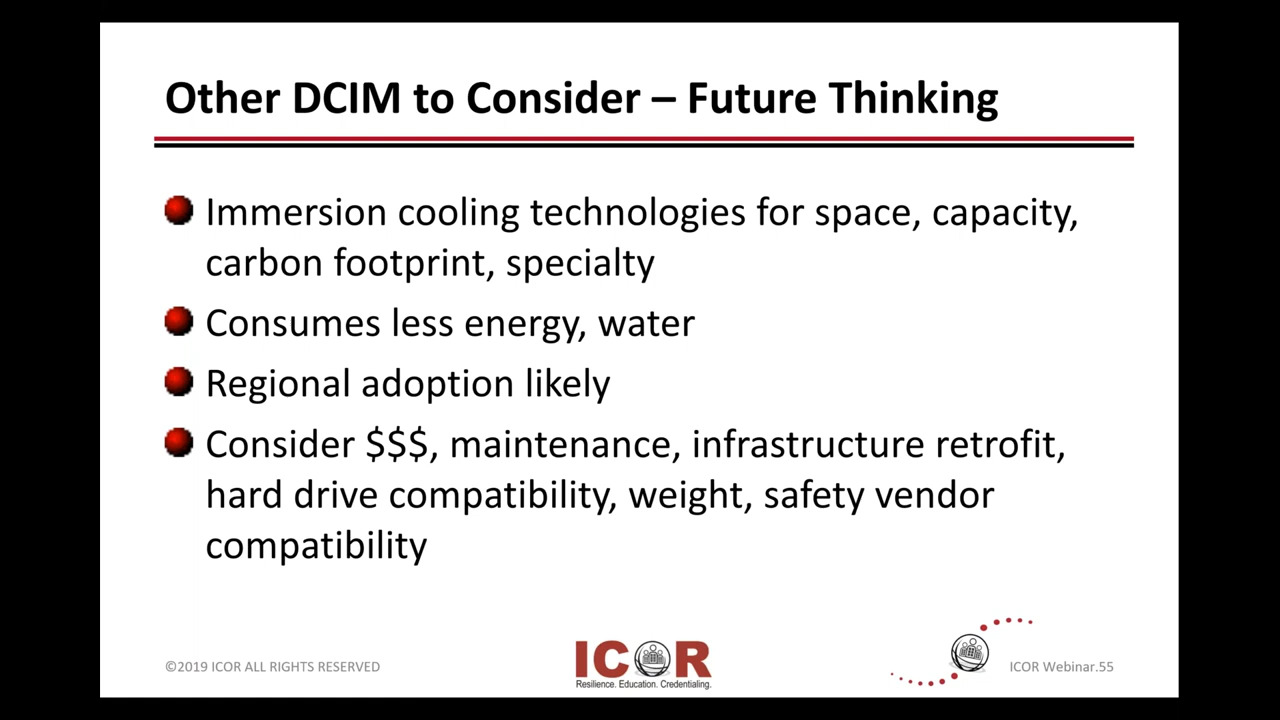 Other DCIM to Consider – Future Thinking
Immersion cooling technologies for space, capacity,
carbon footprint, specialty
Consumes less energy, water
Regional adoption likely
Consider $$$, maintenance, infrastructure retrofit,
hard drive compatibility, weight, safety vendor
compatibility
©2019 ICOR ALL RIGHTS RESERVED
ICOR
Resilience. Education. Credentialing.
ICOR Webinar.55